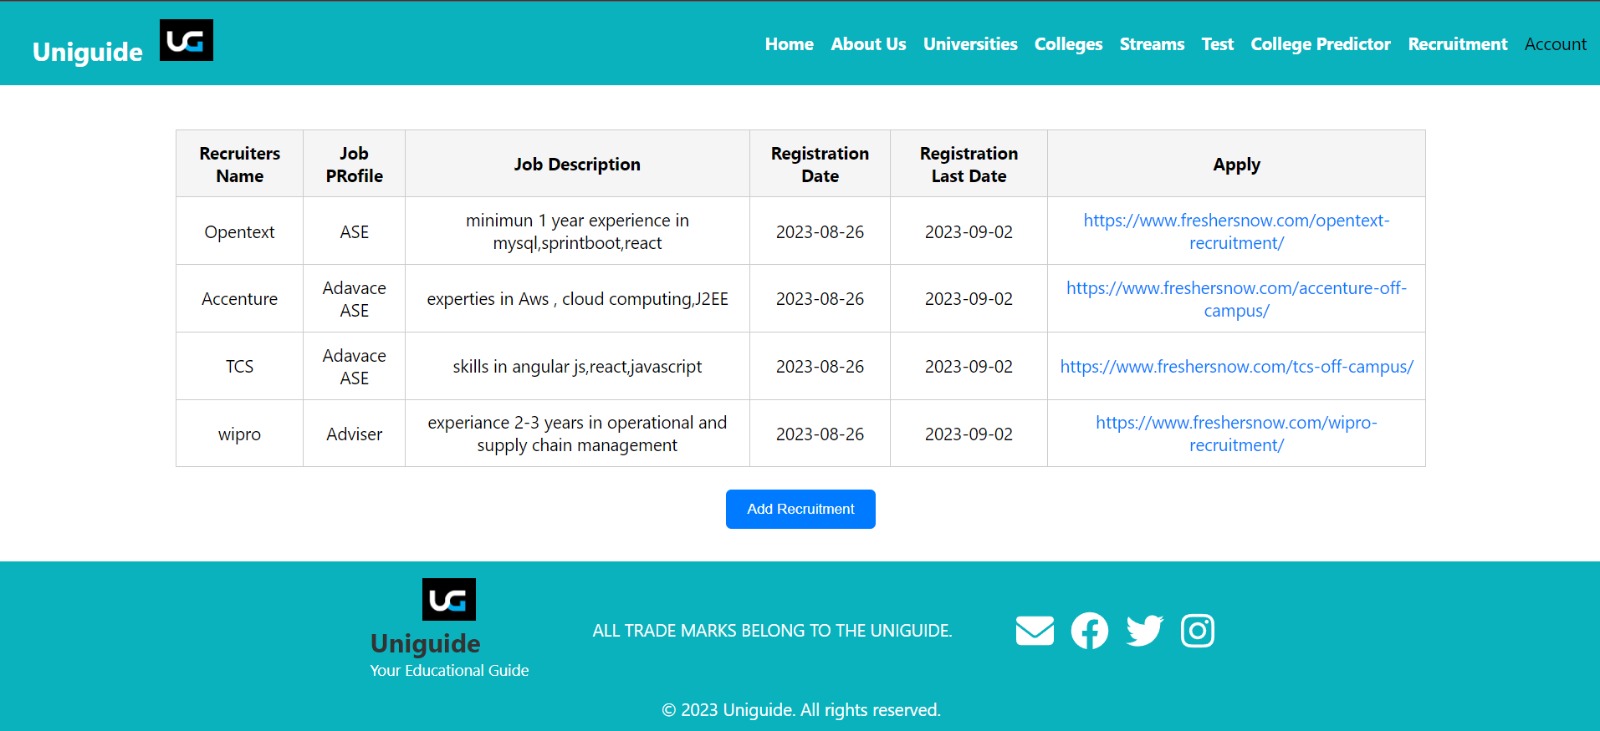 Uniguide UG Home About Us Universities Colleges Streams Test College Predictor Recruitment Account
Recruiters Name Job PRofile Job Description Registration Date Registration Last Date Apply
Opentext ASE minimun 1 year experience in mysql,sprintboot,react 2023-08-26 2023-09-02 https://www.freshersnow.com/opentext-recruitment/
Accenture Adavace ASE experties in Aws , cloud computing,J2EE 2023-08-26 2023-09-02 https://www.freshersnow.com/accenture-off-campus/
TCS Adavace ASE skills in angular js,react,javascript 2023-08-26 2023-09-02 https://www.freshersnow.com/tcs-off-campus/
wipro Adviser experiance 2-3 years in operational and supply chain management 2023-08-26 2023-09-02 https://www.freshersnow.com/wipro-recruitment/
Add Recruitment
UG
Uniguide
Your Educational Guide
ALL TRADE MARKS BELONG TO THE UNIGUIDE.
© 2023 Uniguide. All rights reserved.